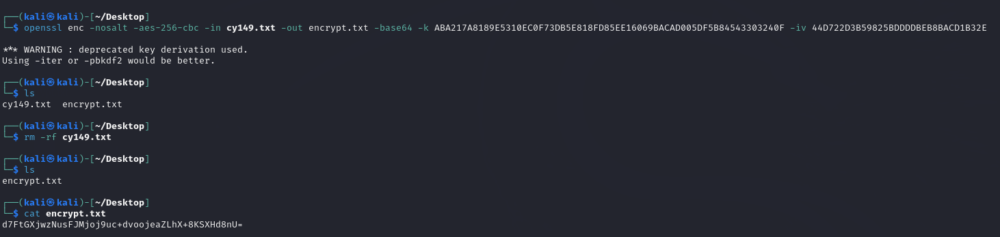 ┌──(kali㉿kali)-[~/Desktop]
└─$ openssl enc -nosalt -aes-256-cbc -in cy149.txt -out encrypt.txt -base64 -k ABA217A8189E5310EC0F73DB5E818FD85EE16069BACAD005DF5B84543303240F -iv 44D722D3B59825BDDDDBEB8BACD1B32E
*** WARNING : deprecated key derivation used.
Using -iter or -pbkdf2 would be better.
┌──(kali㉿kali)-[~/Desktop]
└─$ ls
cy149.txt  encrypt.txt
┌──(kali㉿kali)-[~/Desktop]
└─$ rm -rf cy149.txt
┌──(kali㉿kali)-[~/Desktop]
└─$ ls
encrypt.txt
┌──(kali㉿kali)-[~/Desktop]
└─$ cat encrypt.txt
d7FtGXjwzNusFJMjoj9uc+dvoojeaZLhX+8KSXHd8nU=